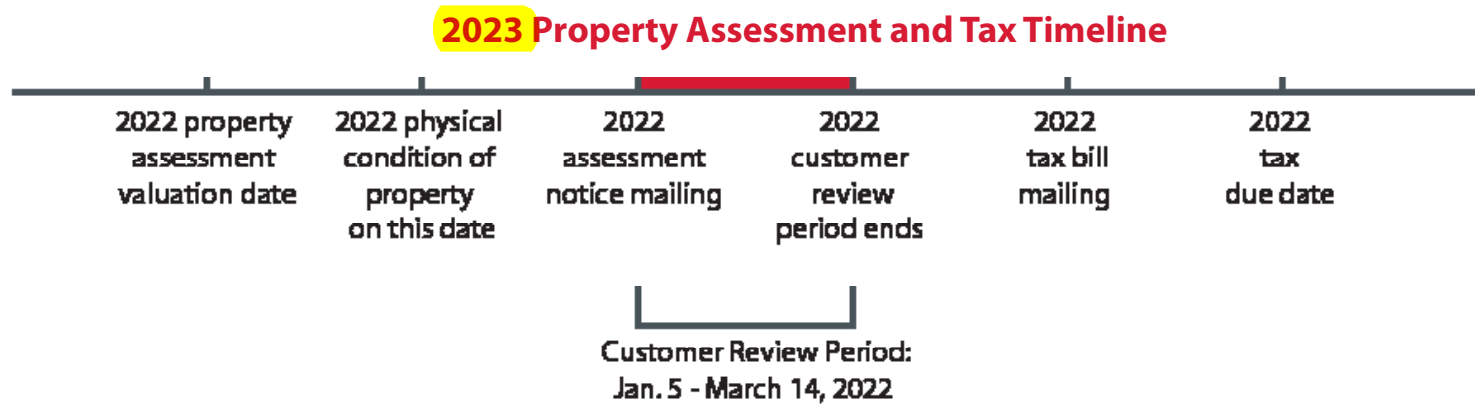 2023 Property Assessment and Tax Timeline
2022 property
assessment
valuation date
2022 physical
condition of
property
on this date
2022
assessment
notice mailing
2022
customer
review
period ends
2022
tax bill
mailing
2022
tax
due date
Customer Review Period:
Jan. 5 - March 14, 2022